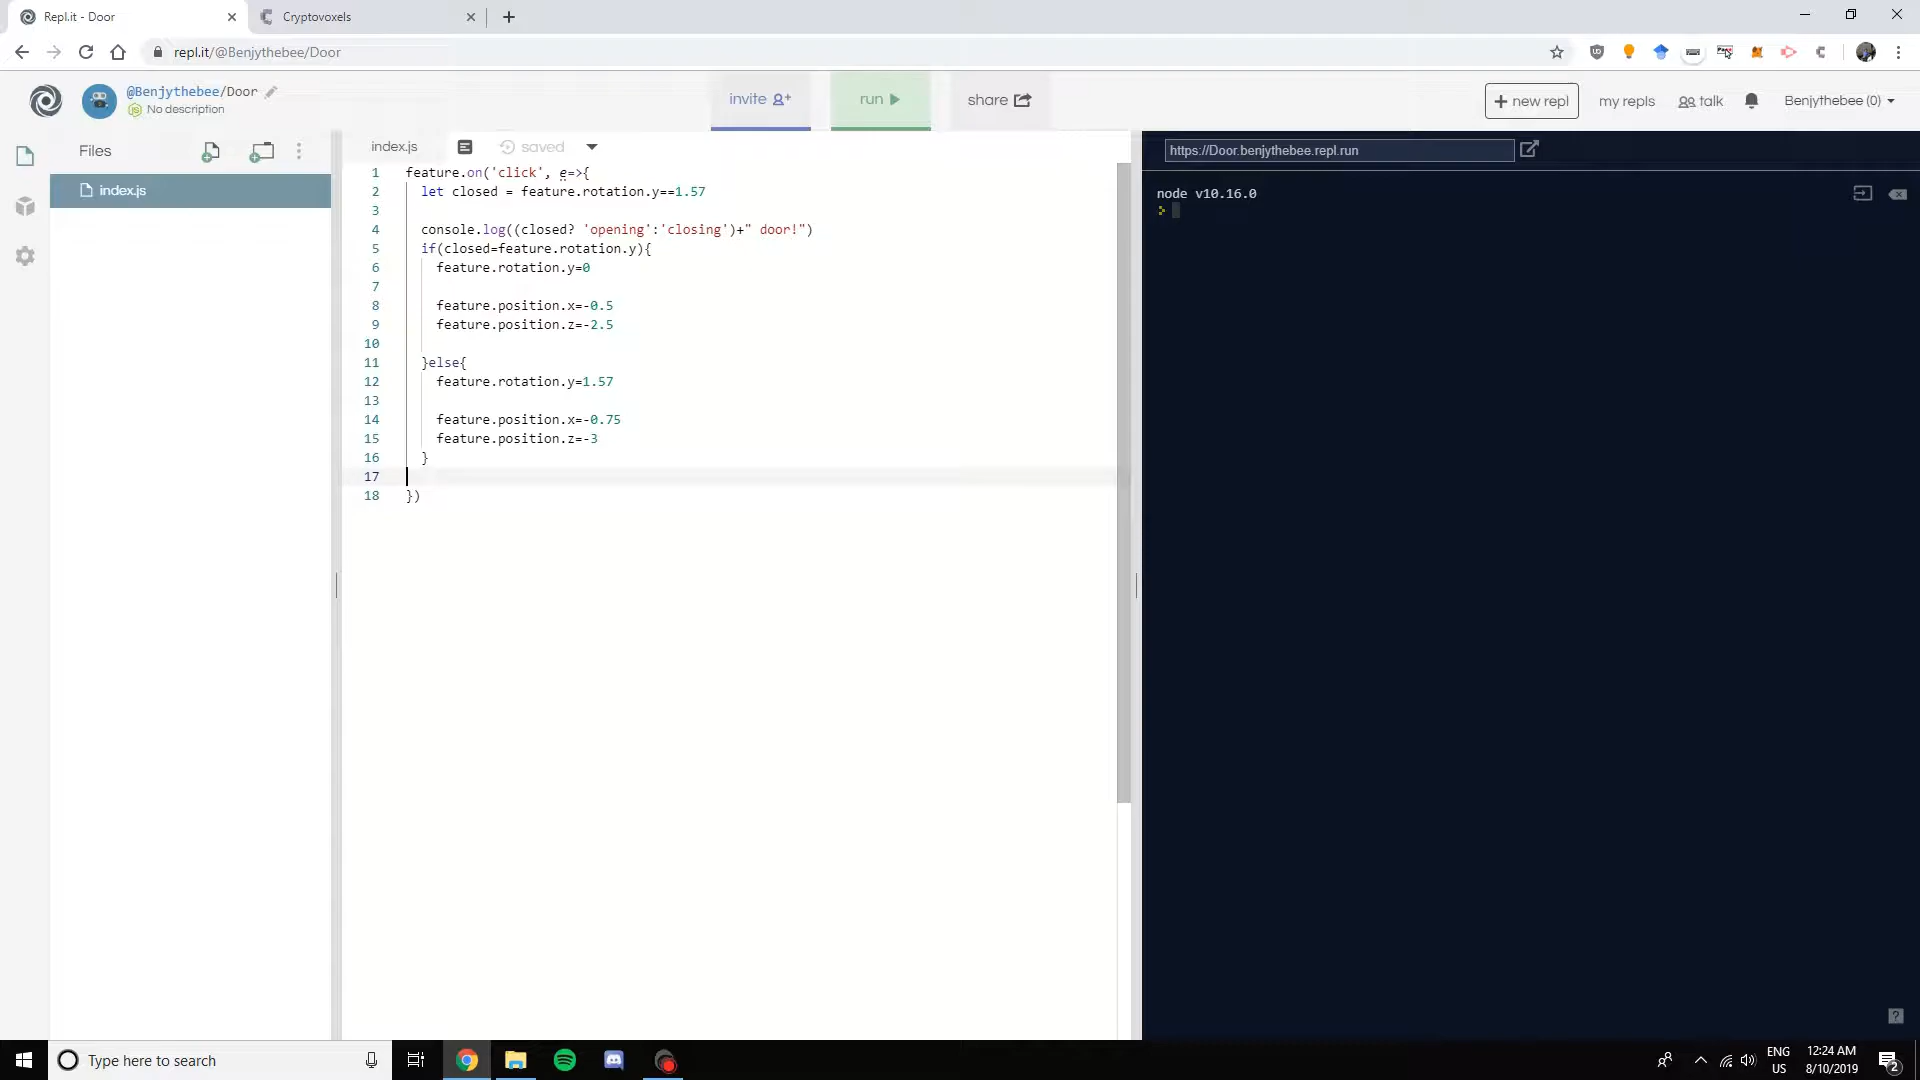 Repl.it - Door
Cryptovoxels
repl.it/@Benjythebee/Door
@Benjythebee/Door
No description
invite
run
share
+ new repl
my repls
talk
Benjythebee (0)
Files
index.js
index.js
saved
1 feature.on('click', e=>{
2 let closed = feature.rotation.y==1.57
3
4 console.log((closed? 'opening':'closing')+" door!")
5 if(closed=feature.rotation.y){
6 feature.rotation.y=0
7
8 feature.position.x=-0.5
9 feature.position.z=-2.5
10
11 }else{
12 feature.rotation.y=1.57
13
14 feature.position.x=-0.75
15 feature.position.z=-3
16 }
17
18 })
https://Door.benjythebee.repl.run
node v10.16.0
Type here to search
ENG
US
12:24 AM
8/10/2019
2